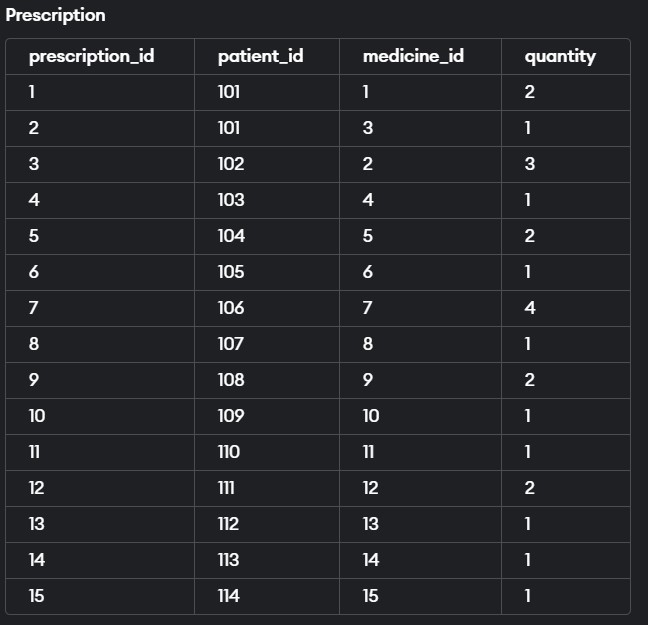 Prescription
prescription_id patient_id medicine_id quantity
1 101 1 2
2 101 3 1
3 102 2 3
4 103 4 1
5 104 5 2
6 105 6 1
7 106 7 4
8 107 8 1
9 108 9 2
10 109 10 1
11 110 11 1
12 111 12 2
13 112 13 1
14 113 14 1
15 114 15 1